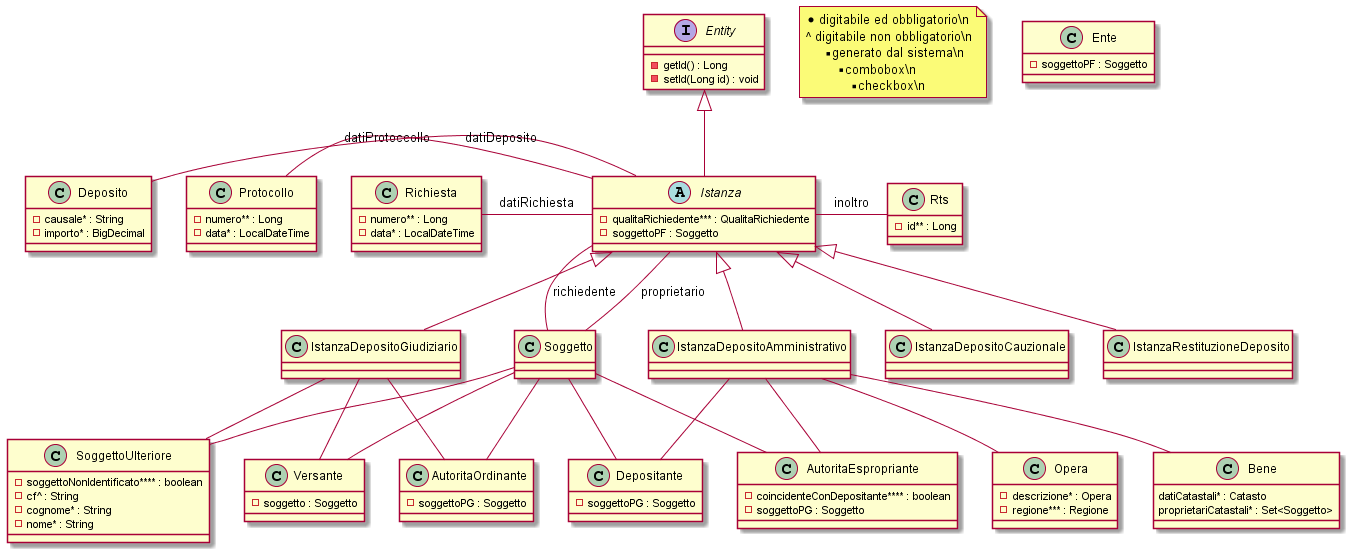 I Entity
getId() : Long
setId(Long id) : void
* digitabile ed obbligatorio\n
^ digitabile non obbligatorio\n
generato dal sistema\n
combobox\n
checkbox\n
C Ente
soggettoPF : Soggetto
datiProtoccollo
datiDeposito
C Deposito
causale* : String
importo* : BigDecimal
C Protocollo
numero** : Long
data* : LocalDateTime
C Richiesta
numero** : Long
data* : LocalDateTime
datiRichiesta
A Istanza
qualitaRichiedente*** : QualitaRichiedente
soggettoPF : Soggetto
inoltro
C Rts
id** : Long
richiedente
proprietario
C IstanzaDepositoGiudiziario
C Soggetto
C IstanzaDepositoAmministrativo
C IstanzaDepositoCauzionale
C IstanzaRestituzioneDeposito
C SoggettoUlteriore
soggettoNonIdentificato**** : boolean
cf^ : String
cognome* : String
nome* : String
C Versante
soggetto : Soggetto
C AutoritaOrdinante
soggettoPG : Soggetto
C Depositante
soggettoPG : Soggetto
C AutoritaEspropriante
coincidenteConDepositante**** : boolean
soggettoPG : Soggetto
C Opera
descrizione* : Opera
regione*** : Regione
C Bene
datiCatastali* : Catasto
proprietariCatastali* : Set<Soggetto>